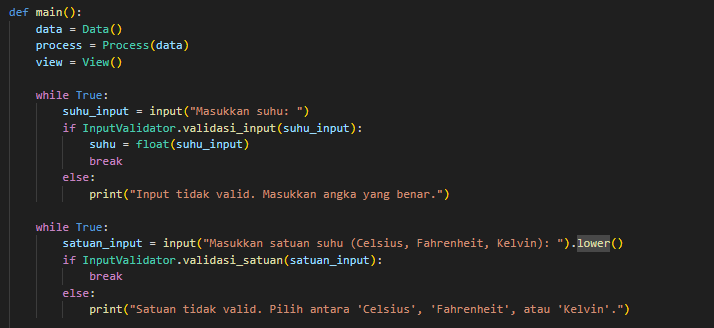 def main():
    data = Data()
    process = Process(data)
    view = View()
    while True:
        suhu_input = input("Masukkan suhu: ")
        if InputValidator.validasi_input(suhu_input):
            suhu = float(suhu_input)
            break
        else:
            print("Input tidak valid. Masukkan angka yang benar.")
    while True:
        satuan_input = input("Masukkan satuan suhu (Celsius, Fahrenheit, Kelvin): ").lower()
        if InputValidator.validasi_satuan(satuan_input):
            break
        else:
            print("Satuan tidak valid. Pilih antara 'Celsius', 'Fahrenheit', atau 'Kelvin'.")